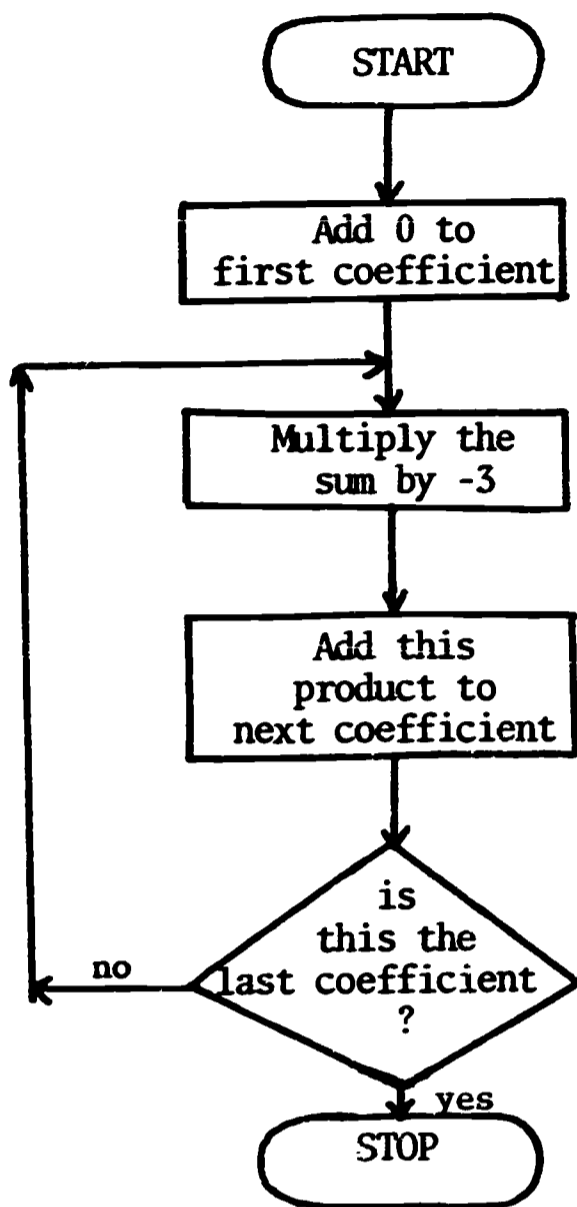 START
Add 0 to
first coefficient
Multiply the
sum by -3
Add this
product to
next coefficient
is
this the
last coefficient
?
no
yes
STOP